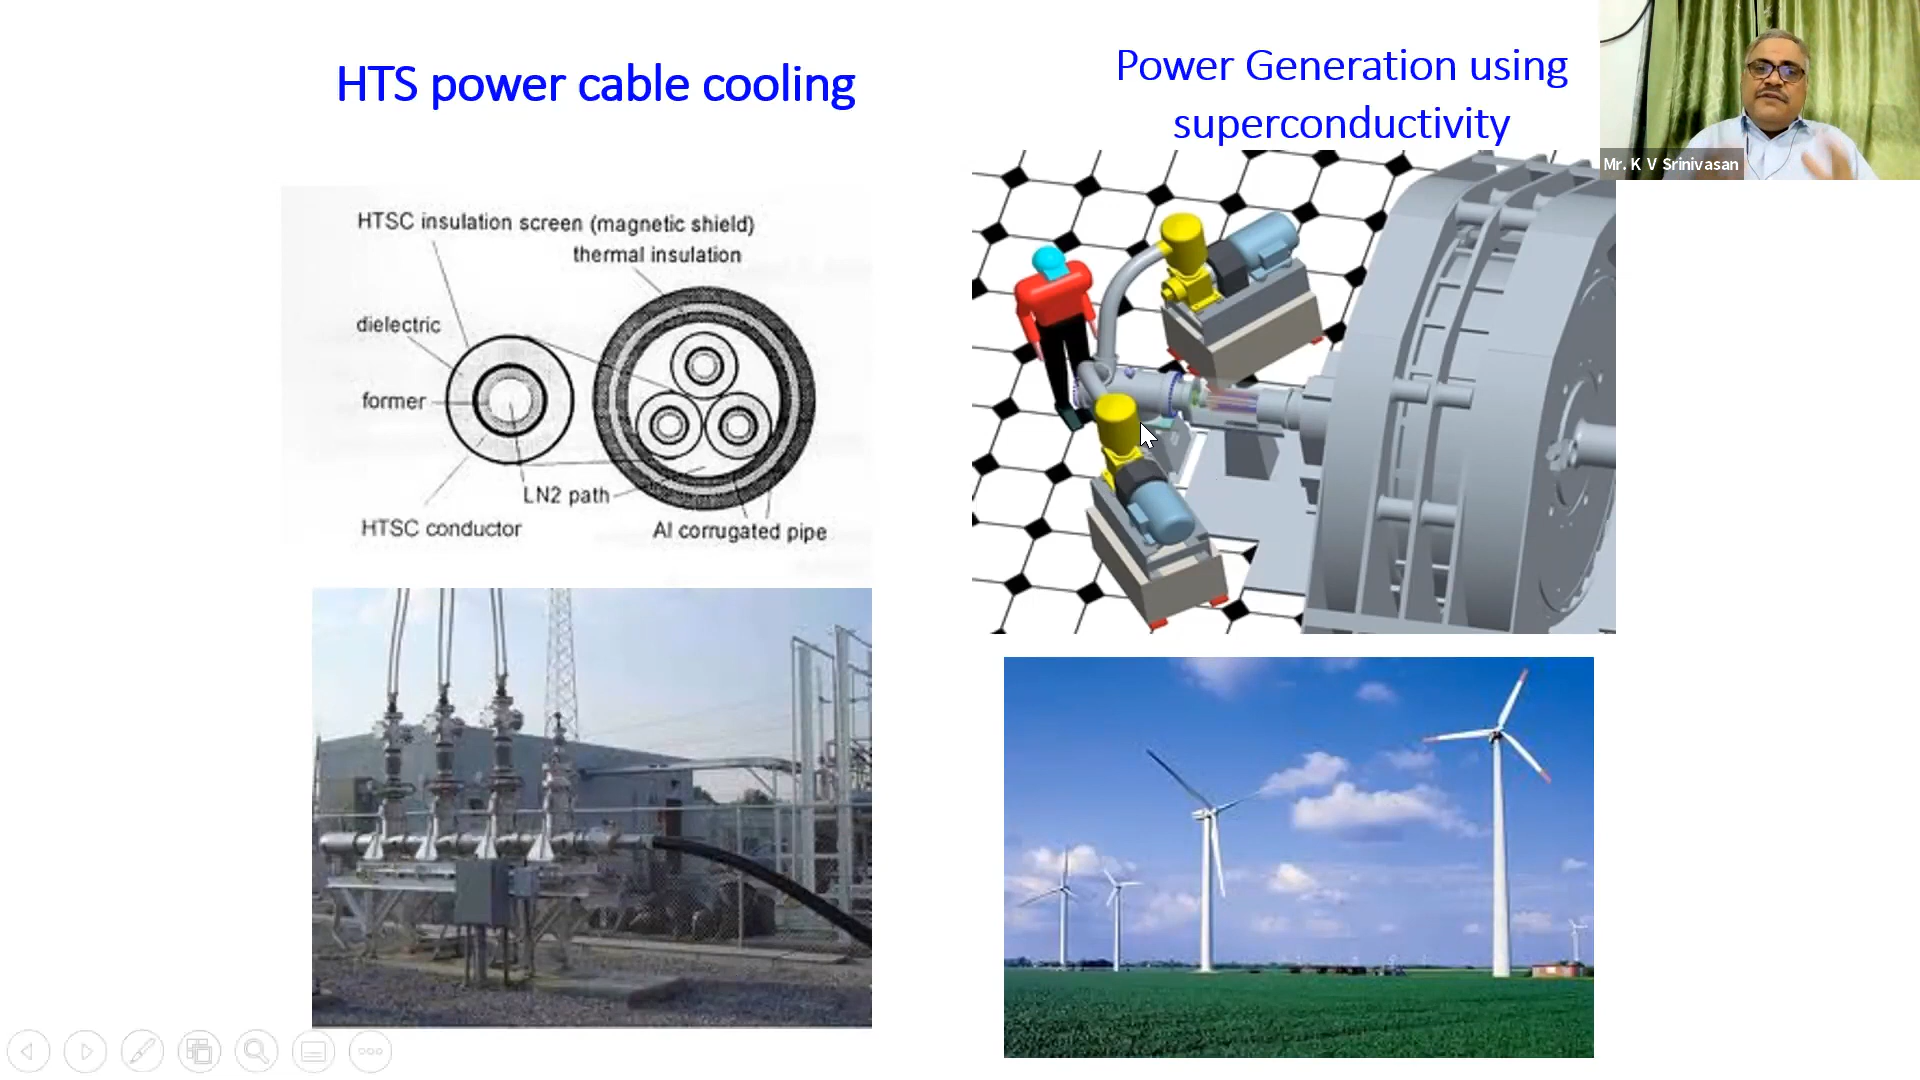 HTS power cable cooling
Power Generation using
superconductivity
Mr. K V Srinivasan
HTSC insulation screen (magnetic shield)
thermal insulation
dielectric
former
LN2 path
HTSC conductor
Al corrugated pipe